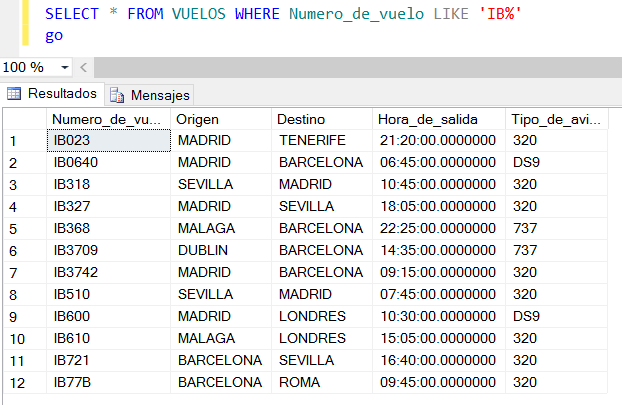 SELECT * FROM VUELOS WHERE Numero_de_vuelo LIKE 'IB%'
go
100 %
Resultados Mensajes
Numero_de_vu... Origen Destino Hora_de_salida Tipo_de_avi...
1 IB023 MADRID TENERIFE 21:20:00.0000000 320
2 IB0640 MADRID BARCELONA 06:45:00.0000000 DS9
3 IB318 SEVILLA MADRID 10:45:00.0000000 320
4 IB327 MADRID SEVILLA 18:05:00.0000000 320
5 IB368 MALAGA BARCELONA 22:25:00.0000000 737
6 IB3709 DUBLIN BARCELONA 14:35:00.0000000 737
7 IB3742 MADRID BARCELONA 09:15:00.0000000 320
8 IB510 SEVILLA MADRID 07:45:00.0000000 320
9 IB600 MADRID LONDRES 10:30:00.0000000 DS9
10 IB610 MALAGA LONDRES 15:05:00.0000000 320
11 IB721 BARCELONA SEVILLA 16:40:00.0000000 320
12 IB77B BARCELONA ROMA 09:45:00.0000000 320